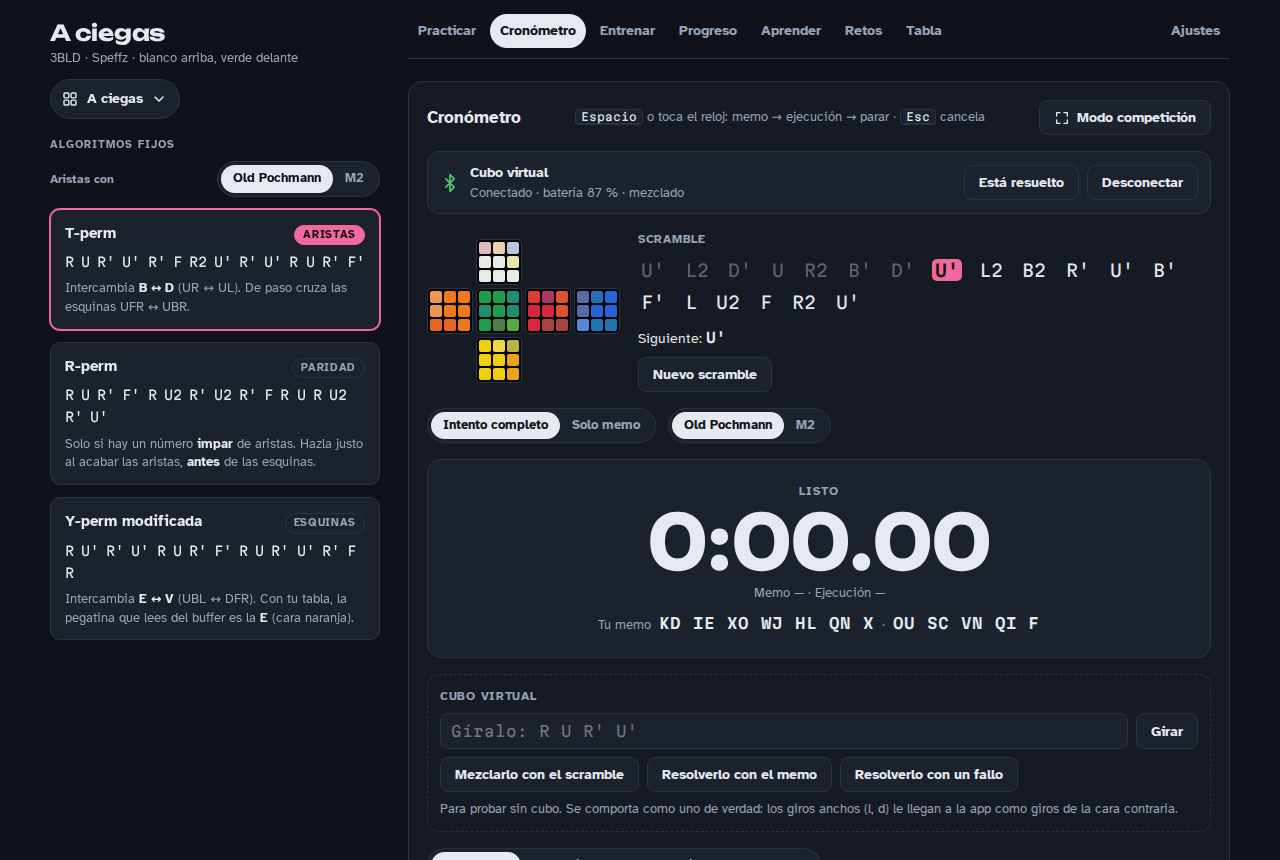 A ciegas
3BLD · Speffz · blanco arriba, verde delante
A ciegas
ALGORITMOS FIJOS
Aristas con
Old Pochmann
M2
T-perm
ARISTAS
R U R' U' R' F R2 U' R' U' R U R' F'
Intercambia B ↔ D (UR ↔ UL). De paso cruza las
esquinas UFR ↔ UBR.
R-perm
PARIDAD
R U R' F' R U2 R' U2 R' F R U R U2
R' U'
Solo si hay un número impar de aristas. Hazla justo
al acabar las aristas, antes de las esquinas.
Y-perm modificada
ESQUINAS
R U' R' U' R U R' F' R U R' U' R' F
R
Intercambia E ↔ V (UBL ↔ DFR). Con tu tabla, la
pegatina que lees del buffer es la E (cara naranja).
Practicar
Cronómetro
Entrenar
Progreso
Aprender
Retos
Tabla
Ajustes
Cronómetro
Espacio o toca el reloj: memo → ejecución → parar · Esc cancela
Modo competición
Cubo virtual
Conectado · batería 87 % · mezclado
Está resuelto
Desconectar
SCRAMBLE
U' L2 D' U R2 B' D' U' L2 B2 R' U' B'
F' L U2 F R2 U'
Siguiente: U'
Nuevo scramble
Intento completo
Solo memo
Old Pochmann
M2
LISTO
0:00.00
Memo — · Ejecución —
Tu memo KD IE XO WJ HL QN X · OU SC VN QI F
CUBO VIRTUAL
Gíralo: R U R' U'
Girar
Mezclarlo con el scramble
Resolverlo con el memo
Resolverlo con un fallo
Para probar sin cubo. Se comporta como uno de verdad: los giros anchos (l, d) le llegan a la app como giros de la cara contraria.